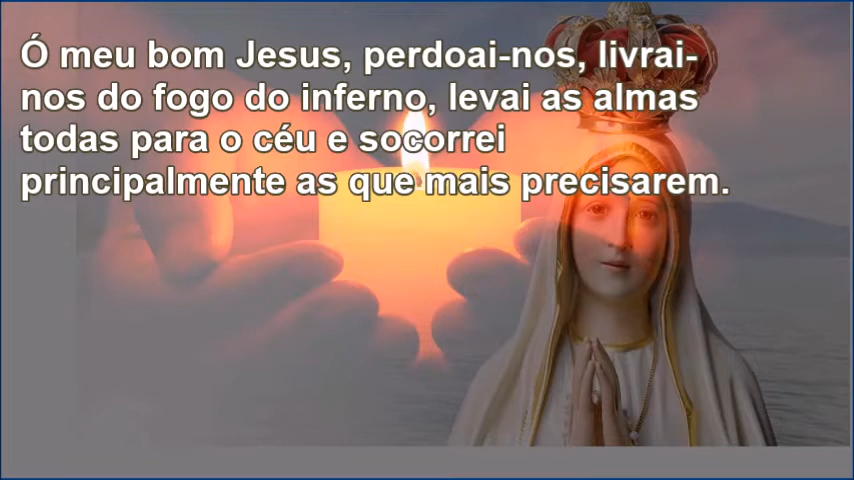 Ó meu bom Jesus, perdoai-nos, livrai-
nos do fogo do inferno, levai as almas
todas para o céu e socorrei
principalmente as que mais precisarem.